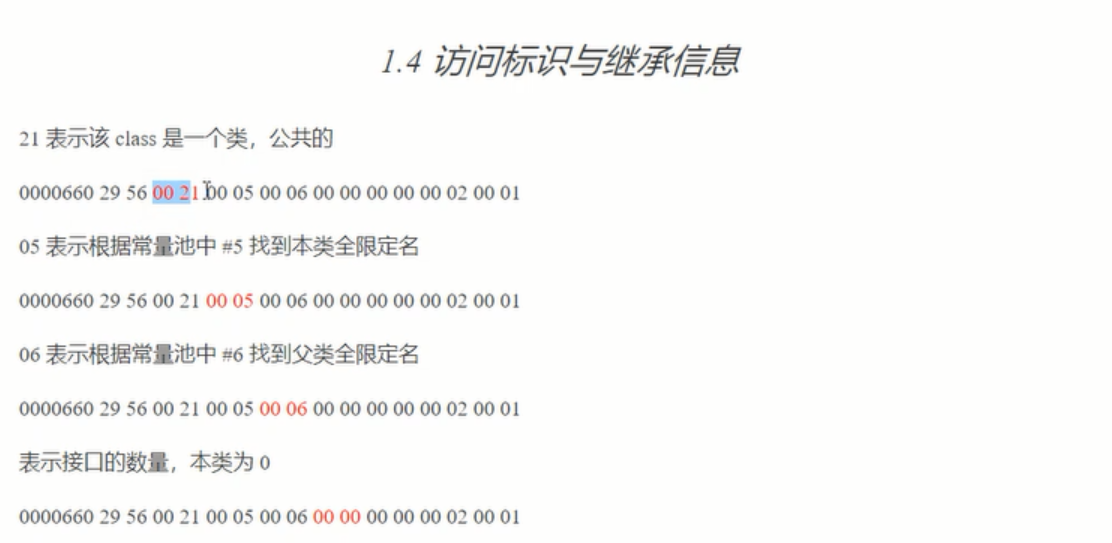 1.4 访问标识与继承信息
21 表示该 class 是一个类，公共的
0000660 29 56 00 21 00 05 00 06 00 00 00 00 00 02 00 01
05 表示根据常量池中 #5 找到本类全限定名
0000660 29 56 00 21 00 05 00 06 00 00 00 00 00 02 00 01
06 表示根据常量池中 #6 找到父类全限定名
0000660 29 56 00 21 00 05 00 06 00 00 00 00 00 02 00 01
表示接口的数量，本类为 0
0000660 29 56 00 21 00 05 00 06 00 00 00 00 00 02 00 01